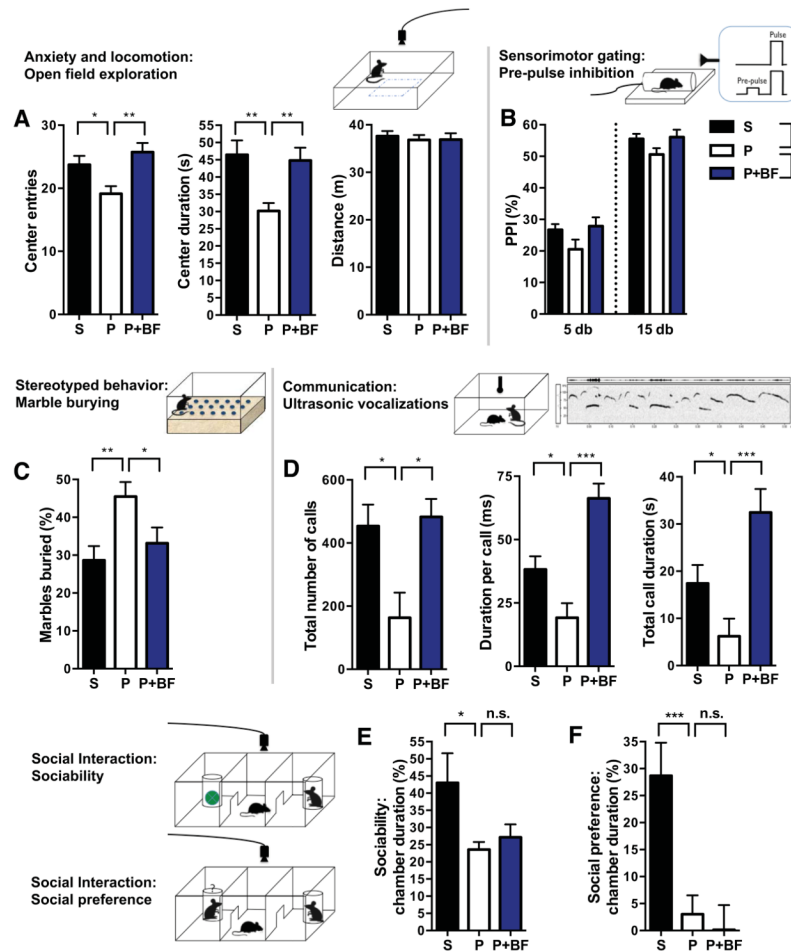 Anxiety and locomotion:
Open field exploration
Sensorimotor gating:
Pre-pulse inhibition
Pulse
Pre-pulse
A
* **
Center entries
30
20
10
0
S P P+BF
** **
Center duration (s)
55
50
45
40
35
30
25
20
15
10
5
0
S P P+BF
Distance (m)
40
30
20
10
0
S P P+BF
B
PPI (%)
60
50
40
30
20
10
0
5 db 15 db
S
P
P+BF
Stereotyped behavior:
Marble burying
Communication:
Ultrasonic vocalizations
C
** *
Marbles buried (%)
50
40
30
20
10
0
S P P+BF
D
* *
Total number of calls
600
400
200
0
S P P+BF
* ***
Duration per call (ms)
75
50
25
0
S P P+BF
* ***
Total call duration (s)
40
30
20
10
0
S P P+BF
Social Interaction:
Sociability
Social Interaction:
Social preference
?
E
* n.s.
Sociability:
chamber duration (%)
55
50
45
40
35
30
25
20
15
10
5
0
S P P+BF
F
*** n.s.
Social preference:
chamber duration (%)
35
30
25
20
15
10
5
0
S P P+BF